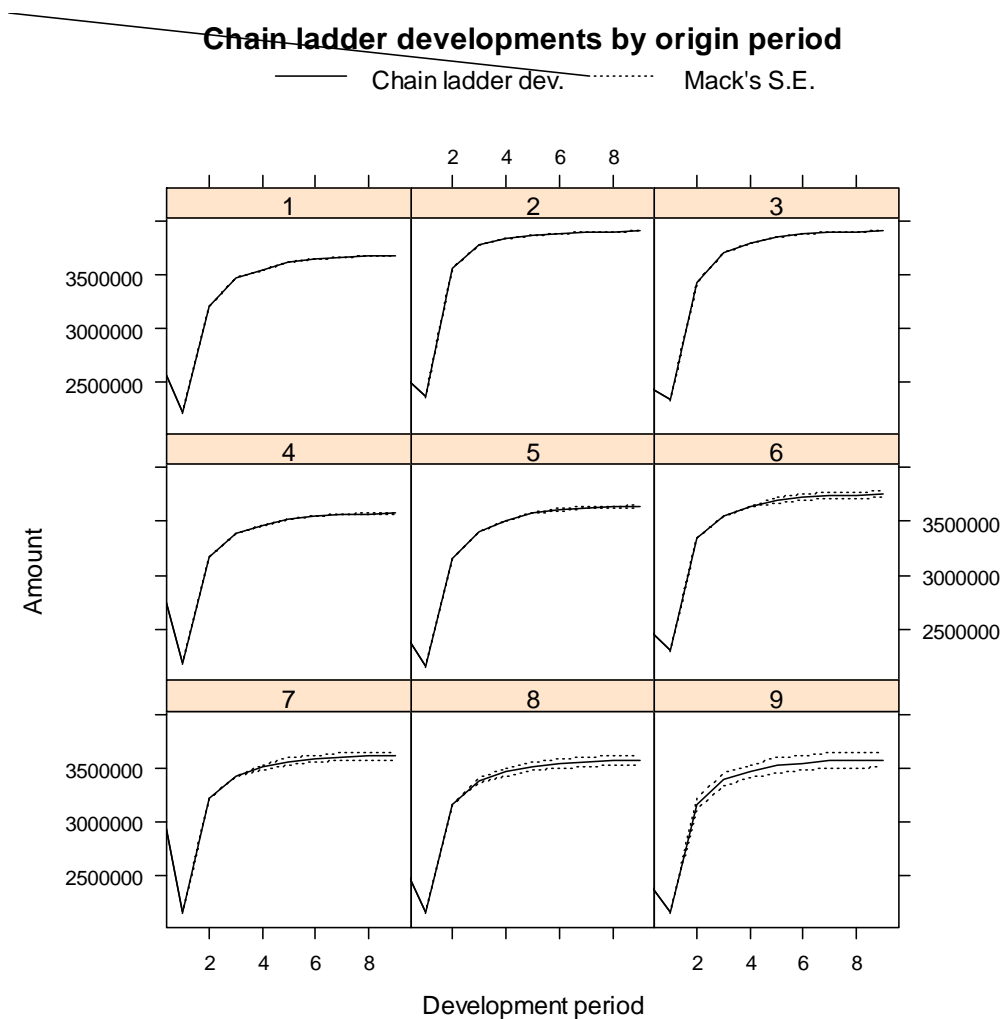 Chain ladder developments by origin period
Chain ladder dev. Mack's S.E.
2 4 6 8
1 2 3
3500000
3000000
2500000
4 5 6
3500000
3000000
2500000
7 8 9
3500000
3000000
2500000
2 4 6 8 2 4 6 8
Amount
Development period